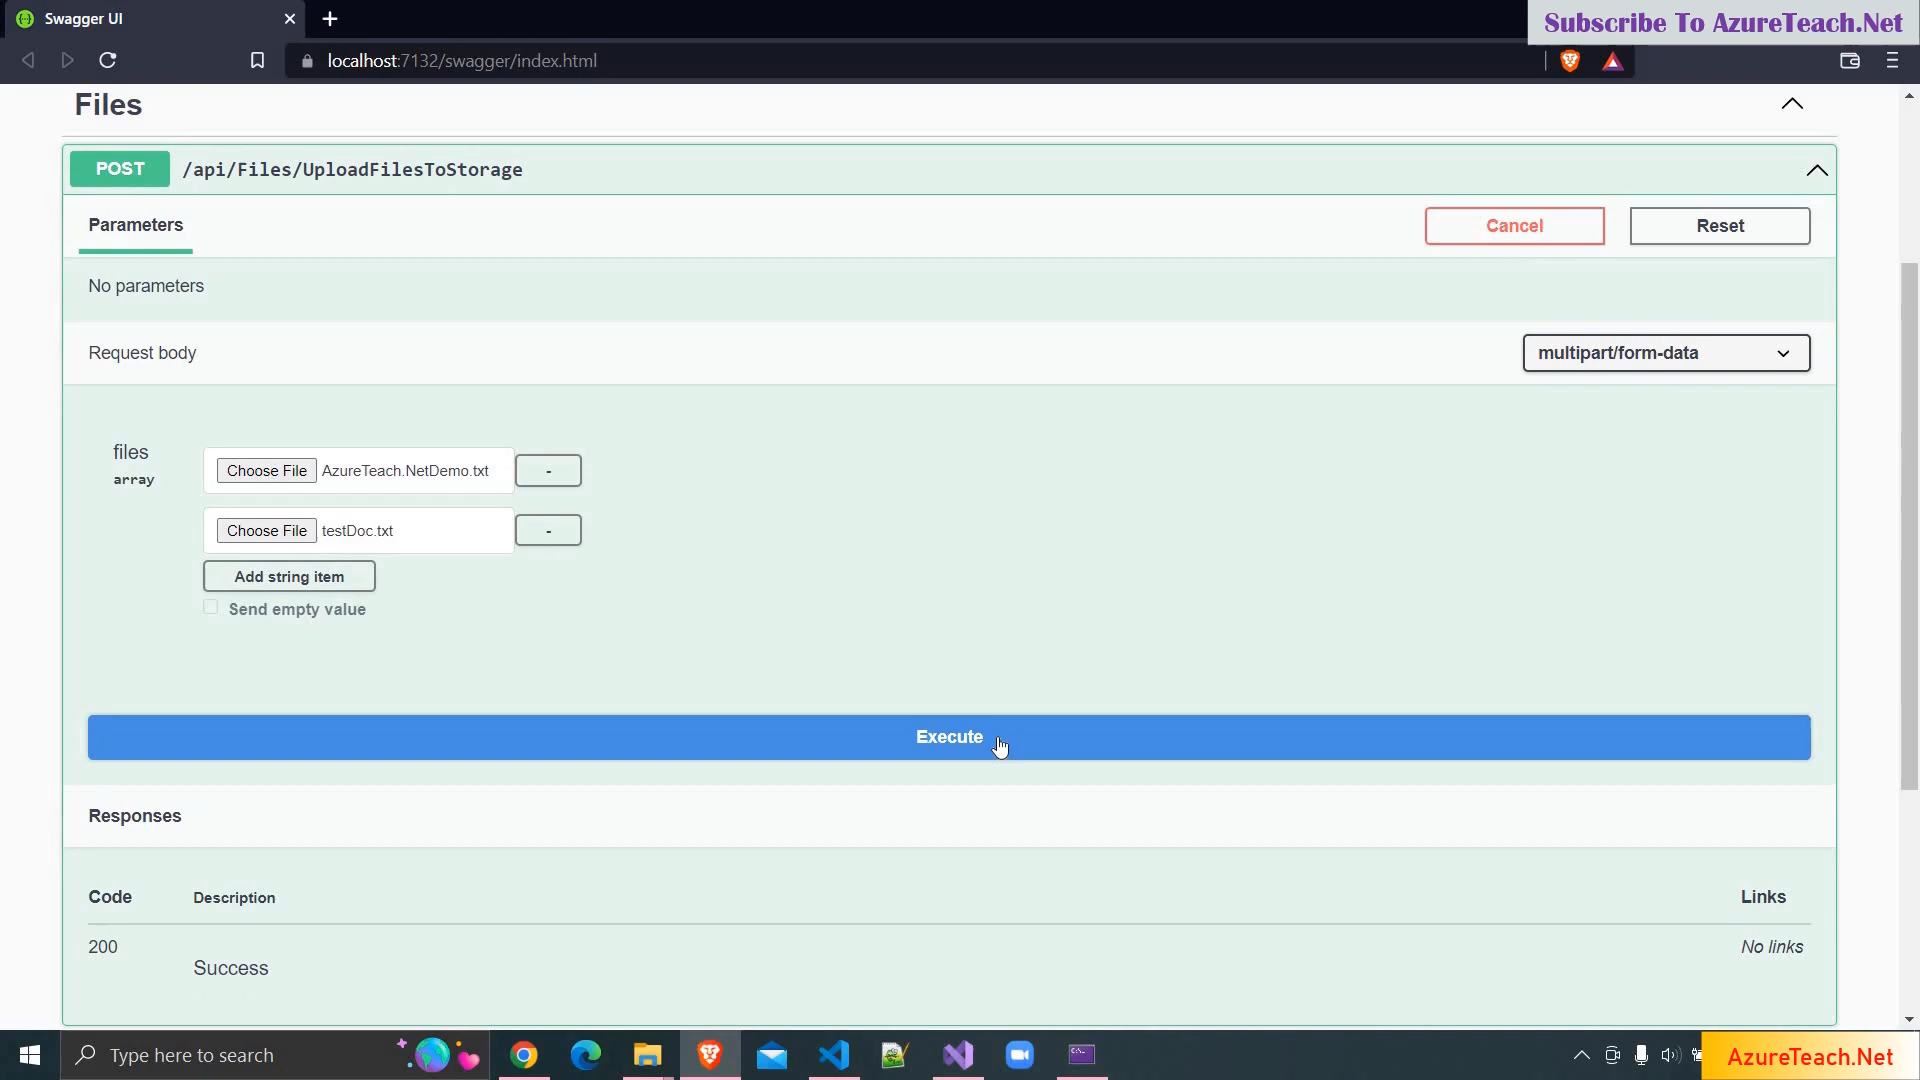 Swagger UI
Subscribe To AzureTeach.Net
localhost:7132/swagger/index.html
Files
POST /api/Files/UploadFilesToStorage
Parameters
Cancel
Reset
No parameters
Request body
multipart/form-data
files
array
Choose File AzureTeach.NetDemo.txt
-
Choose File testDoc.txt
-
Add string item
Send empty value
Execute
Responses
Code Description Links
200 No links
Success
Type here to search
AzureTeach.Net